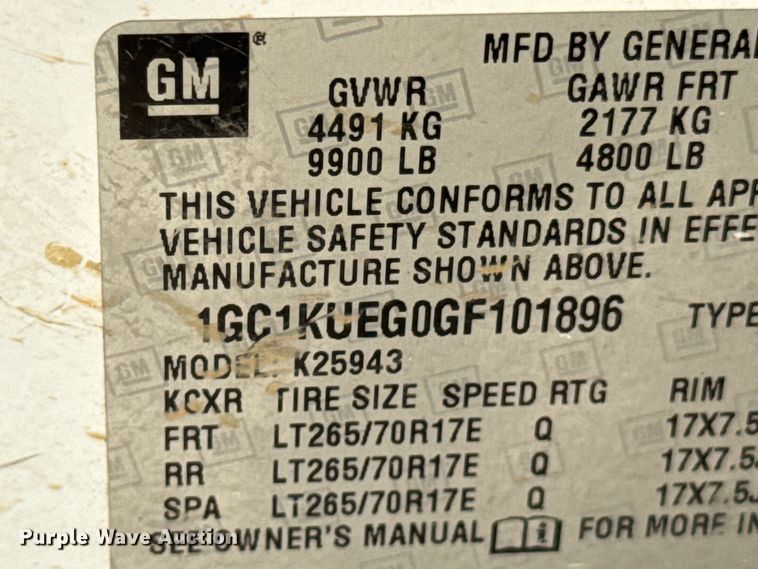 GM ®
MFD BY GENERAL
GVWR GAWR FRT
4491 KG 2177 KG
9900 LB 4800 LB
THIS VEHICLE CONFORMS TO ALL APP
VEHICLE SAFETY STANDARDS IN EFFE
MANUFACTURE SHOWN ABOVE.
1GC1KUEG0GF101896 TYPE
MODEL: K25943
KCXR TIRE SIZE SPEED RTG RIM
FRT LT265/70R17E Q 17X7.5
RR LT265/70R17E Q 17X7.5J
SPA LT265/70R17E Q 17X7.5J
SEE OWNER'S MANUAL i FOR MORE IN
Purple Wave Auction